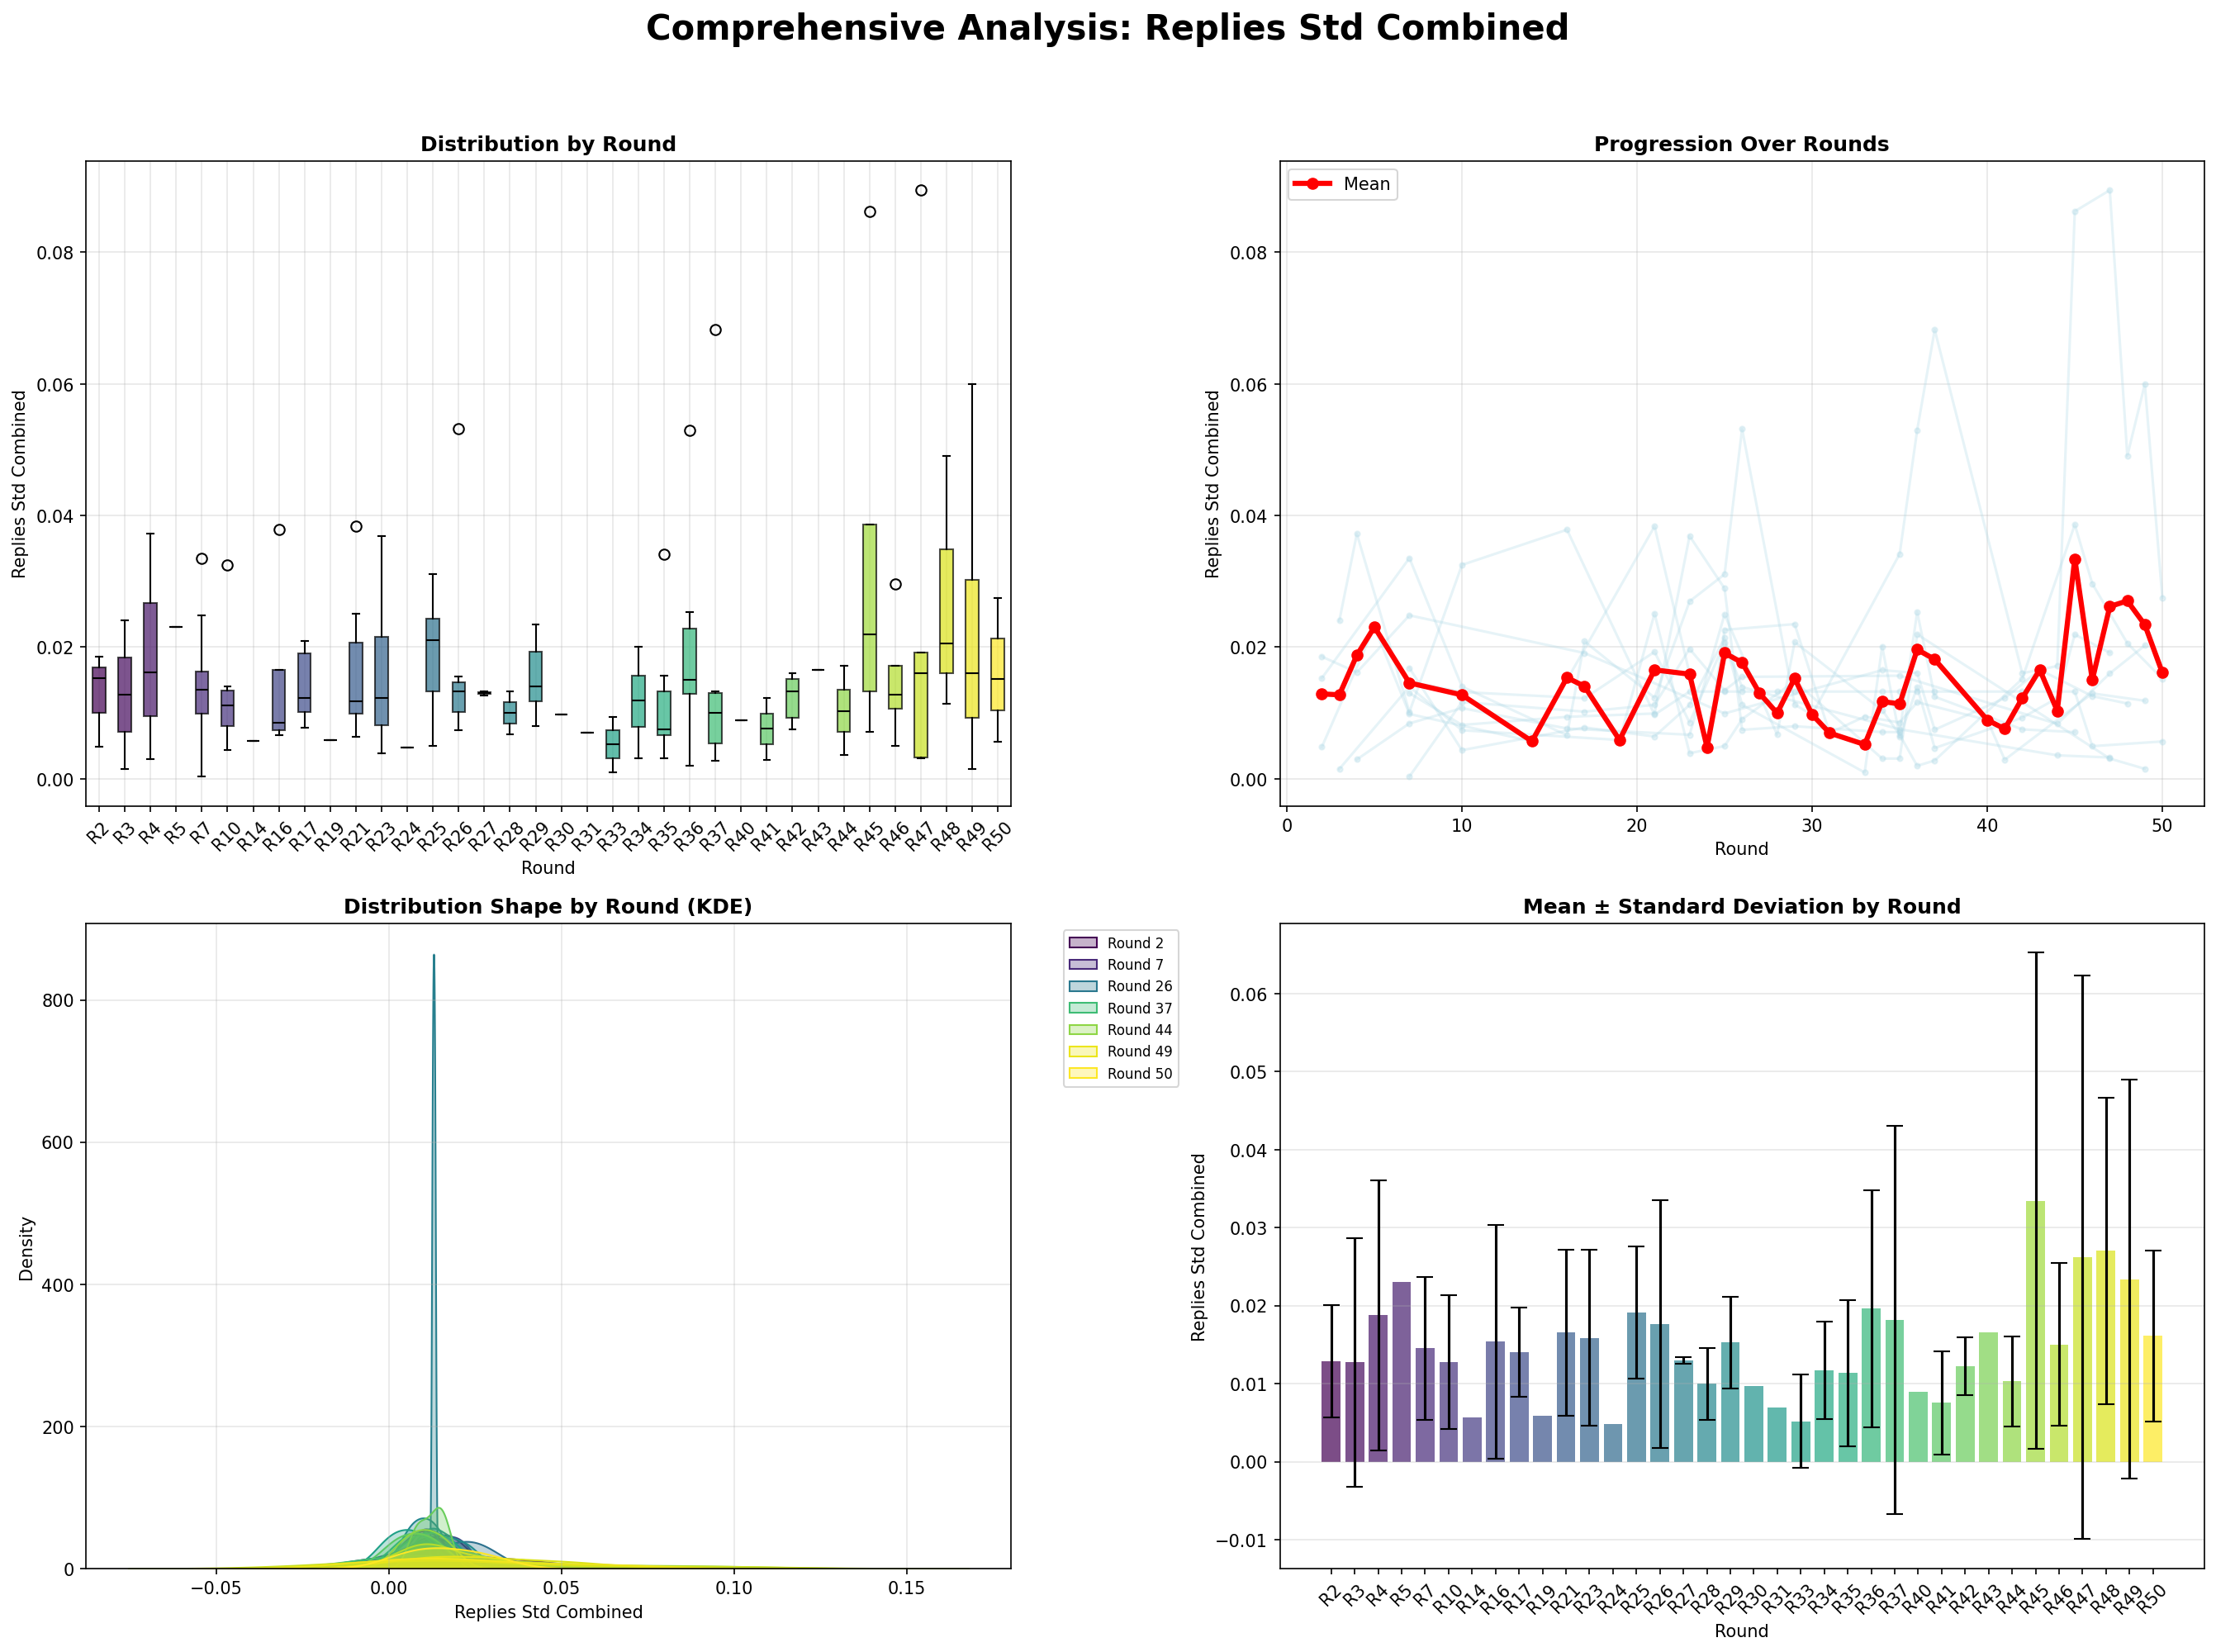 Comprehensive Analysis: Replies Std Combined
Distribution by Round
Replies Std Combined
0.08
0.06
0.04
0.02
0.00
R2 R3 R4 R5 R7 R10 R14 R16 R17 R19 R21 R23 R24 R25 R26 R27 R28 R29 R30 R31 R33 R34 R35 R36 R37 R40 R41 R42 R43 R44 R45 R46 R47 R48 R49 R50
Round
Progression Over Rounds
Mean
Replies Std Combined
0.08
0.06
0.04
0.02
0.00
0 10 20 30 40 50
Round
Distribution Shape by Round (KDE)
Density
800
600
400
200
0
−0.05 0.00 0.05 0.10 0.15
Replies Std Combined
Round 2
Round 7
Round 26
Round 37
Round 44
Round 49
Round 50
Mean ± Standard Deviation by Round
Replies Std Combined
0.06
0.05
0.04
0.03
0.02
0.01
0.00
−0.01
R2 R3 R4 R5 R7 R10 R14 R16 R17 R19 R21 R23 R24 R25 R26 R27 R28 R29 R30 R31 R33 R34 R35 R36 R37 R40 R41 R42 R43 R44 R45 R46 R47 R48 R49 R50
Round